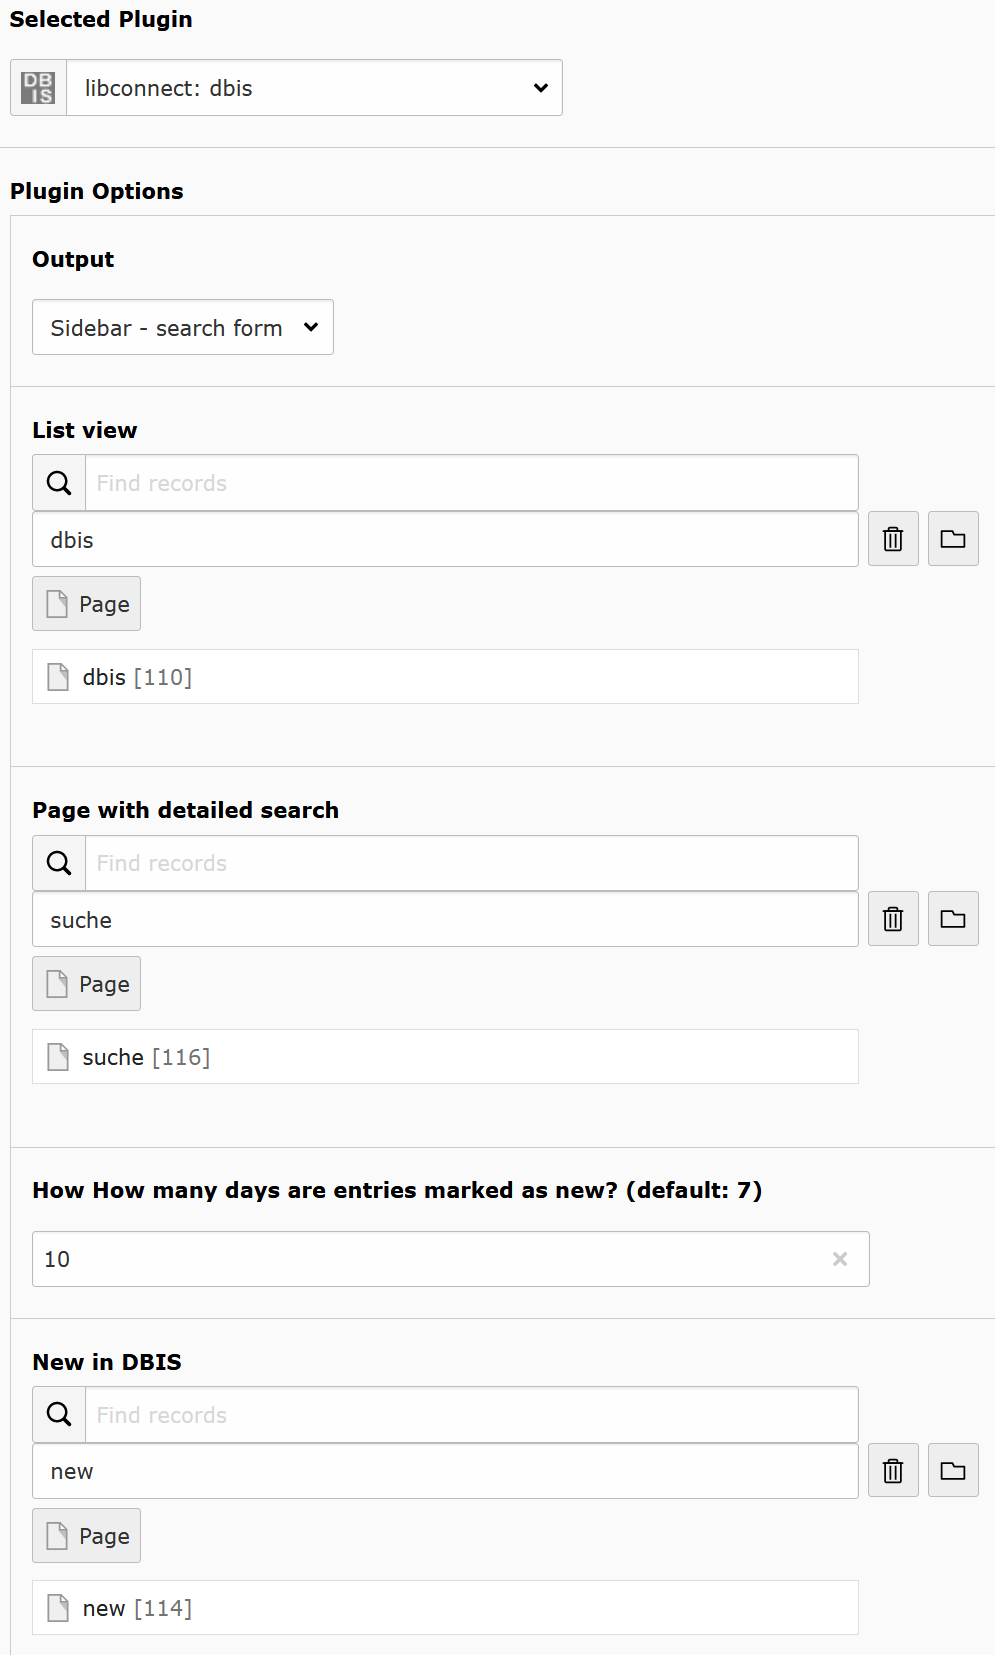 Selected Plugin
DB
IS
libconnect: dbis
Plugin Options
Output
Sidebar - search form
List view
Find records
dbis
Page
dbis [110]
Page with detailed search
Find records
suche
Page
suche [116]
How How many days are entries marked as new? (default: 7)
10
New in DBIS
Find records
new
Page
new [114]